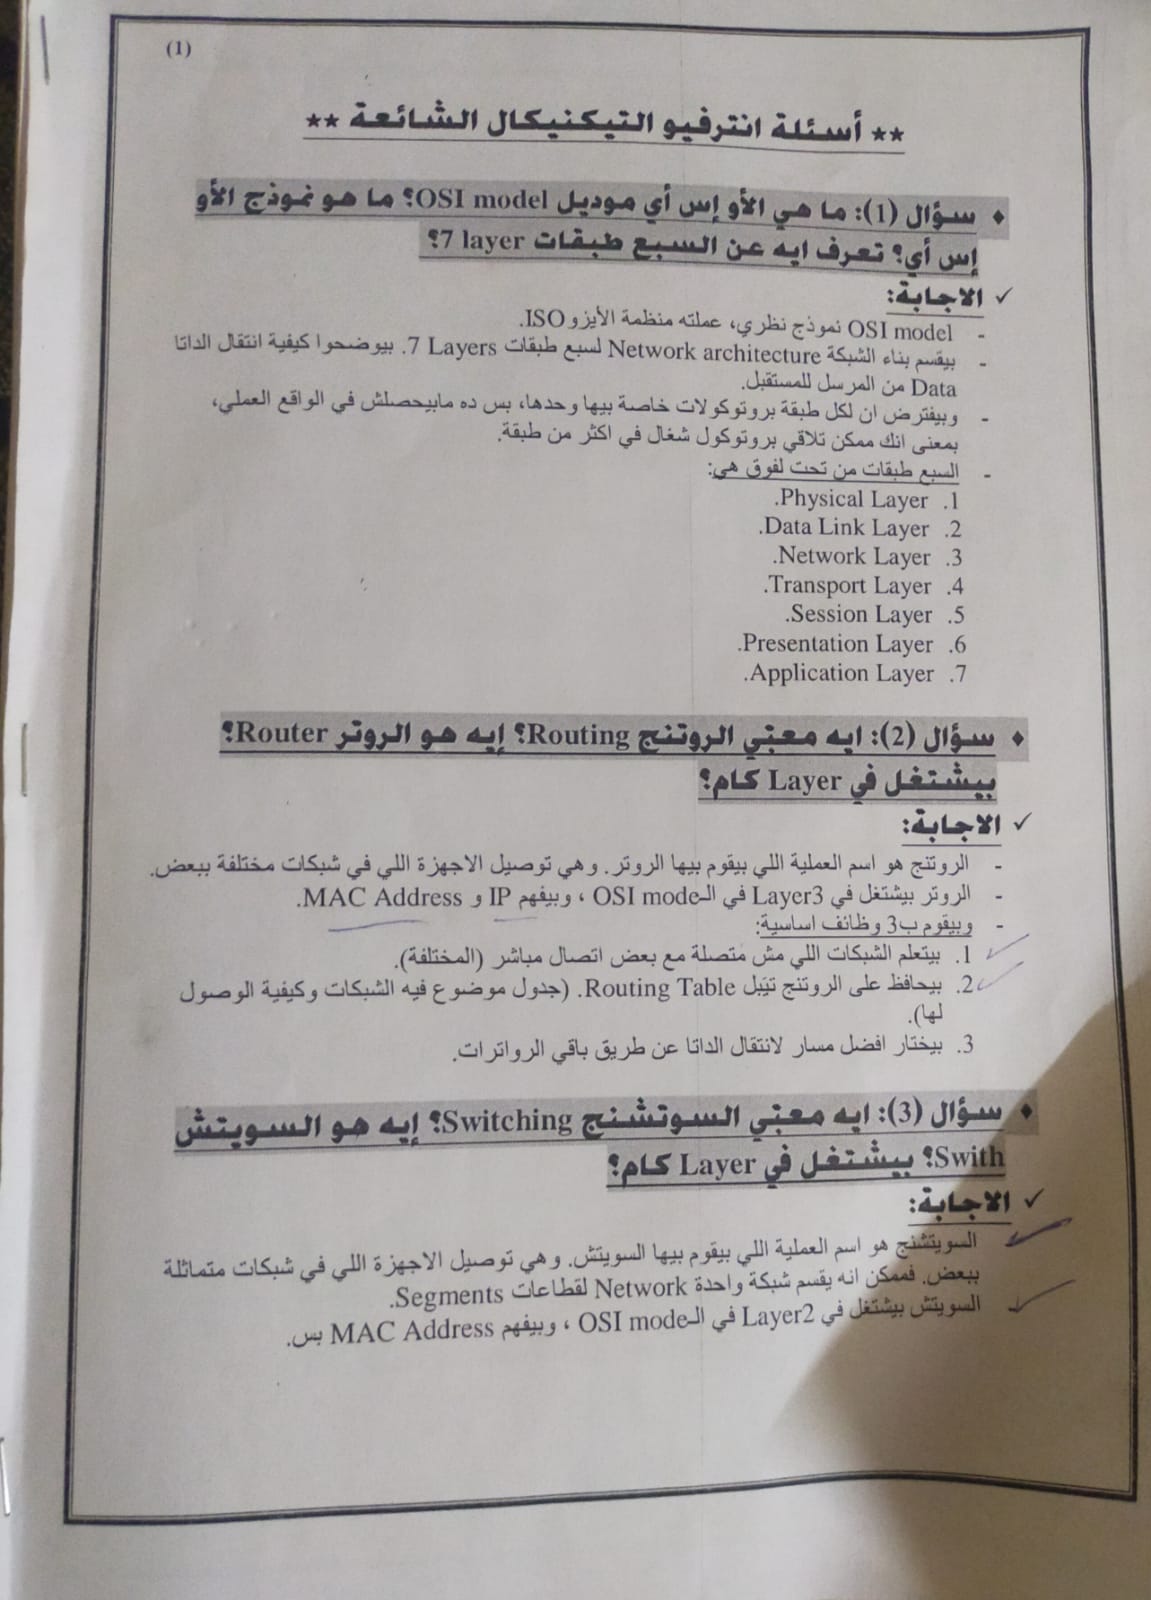 (1)
** أسئلة انترفيو التيكنيكال الشائعة **
♦ سؤال (1): ما هي الأو إس أي موديل OSI model؟ ما هو نموذج الأو
إس أي؟ تعرف ايه عن السبع طبقات 7 layer؟
✓ الاجابة:
- OSI model نموذج نظري، عملته منظمة الأيزو ISO.
- بيقسم بناء الشبكة Network architecture لسبع طبقات 7 Layers. بيوضحوا كيفية انتقال الداتا
Data من المرسل للمستقبل.
- وبيفترض ان لكل طبقة بروتوكولات خاصة بيها وحدها، بس ده مابيحصلش في الواقع العملي،
بمعنى انك ممكن تلاقي بروتوكول شغال في اكثر من طبقة.
- السبع طبقات من تحت لفوق هي:
1. Physical Layer.
2. Data Link Layer.
3. Network Layer.
4. Transport Layer.
5. Session Layer.
6. Presentation Layer.
7. Application Layer.
♦ سؤال (2): ايه معنى الروتنج Routing؟ إيه هو الروتر Router؟
بيشتغل في Layer كام؟
✓ الاجابة:
- الروتنج هو اسم العملية اللي بيقوم بيها الروتر. وهي توصيل الاجهزة اللي في شبكات مختلفة ببعض.
- الروتر بيشتغل في Layer3 في الـOSI mode ، وبيفهم IP و MAC Address.
- وبيقوم ب3 وظائف اساسية:
1. بيتعلم الشبكات اللي مش متصلة مع بعض اتصال مباشر (المختلفة).
2. بيحافظ على الروتنج تيبل Routing Table. (جدول موضوع فيه الشبكات وكيفية الوصول
لها).
3. بيختار افضل مسار لانتقال الداتا عن طريق باقي الرواترات.
♦ سؤال (3): ايه معنى السوتشنج Switching؟ إيه هو السويتش
Swith؟ بيشتغل في Layer كام؟
✓ الاجابة:
السويتشنج هو اسم العملية اللي بيقوم بيها السويتش. وهي توصيل الاجهزة اللي في شبكات متماثلة
ببعض. فممكن انه يقسم شبكة واحدة Network لقطاعات Segments.
السويتش بيشتغل في Layer2 في الـOSI mode ، وبيفهم MAC Address بس.